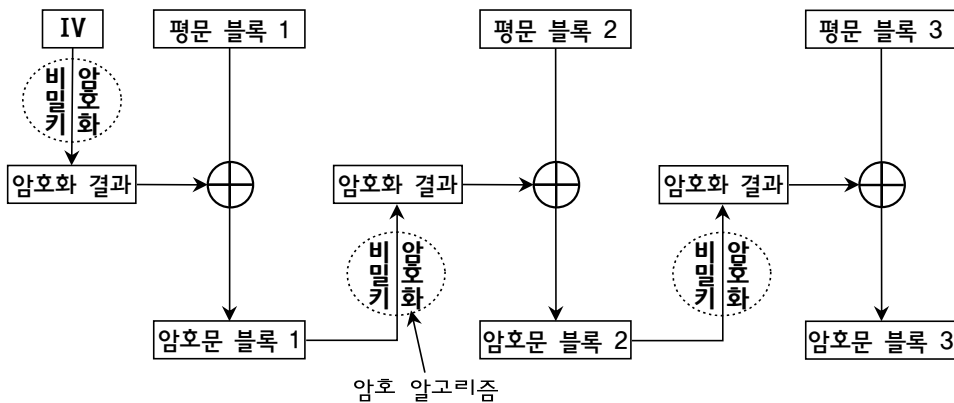 IV
평문 블록 1
평문 블록 2
평문 블록 3
비밀키
암호화
암호화 결과
암호화 결과
암호화 결과
비밀키
암호화
비밀키
암호화
암호문 블록 1
암호문 블록 2
암호문 블록 3
암호 알고리즘